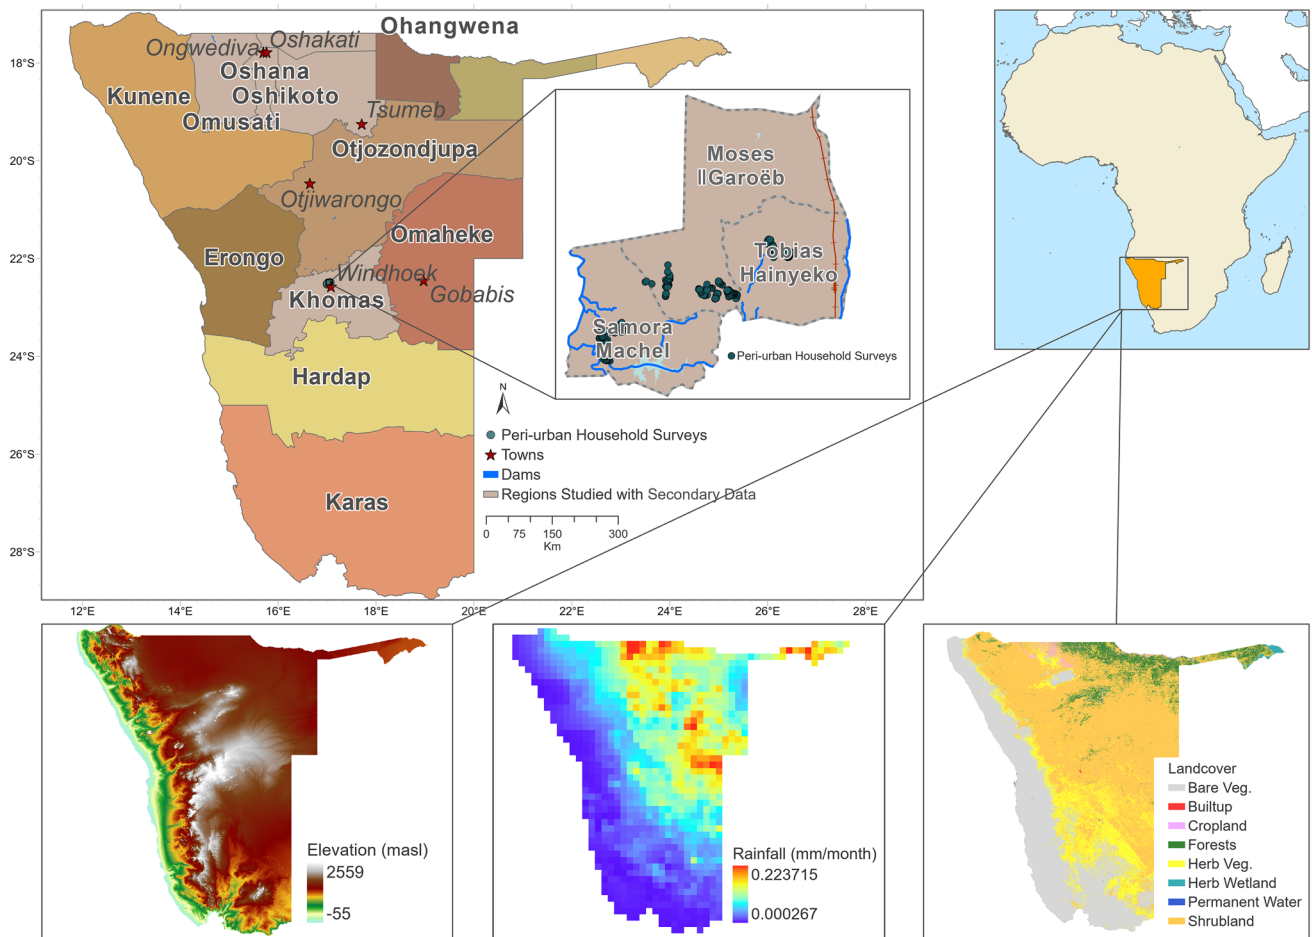 Ohangwena
Ongwediva
Oshakati
18°S
Oshana
Kunene
Oshikoto
Omusati
Tsumeb
Otjozondjupa
20°S
Otjiwarongo
Omaheke
22°S
Erongo
Windhoek
Khomas
Gobabis
24°S
Hardap
26°S
Karas
28°S
Moses
ǁGaroëb
Tobias
Hainyeko
Samora
Machel
Peri-urban Household Surveys
N
Peri-urban Household Surveys
Towns
Dams
Regions Studied with Secondary Data
0 75 150 300
Km
12°E 14°E 16°E 18°E 20°E 22°E 24°E 26°E 28°E
Elevation (masl)
2559
-55
Rainfall (mm/month)
0.223715
0.000267
Landcover
Bare Veg.
Builtup
Cropland
Forests
Herb Veg.
Herb Wetland
Permanent Water
Shrubland